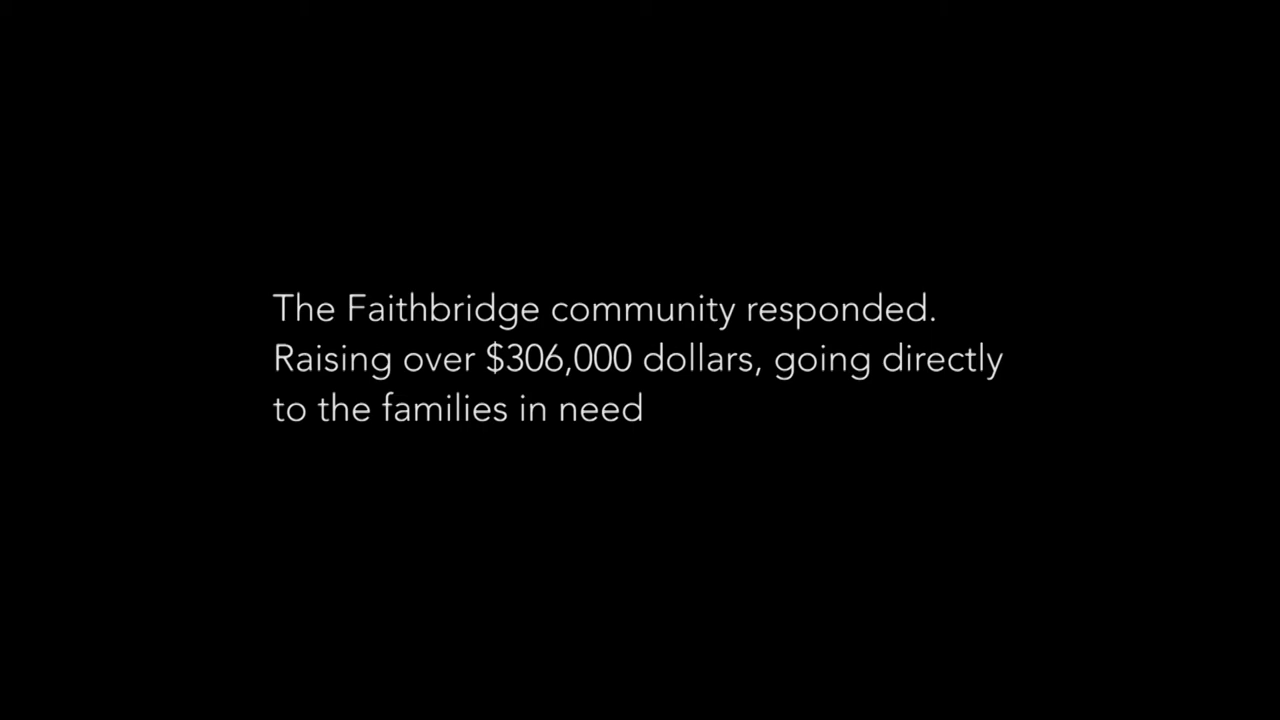 The Faithbridge community responded.
Raising over $306,000 dollars, going directly
to the families in need